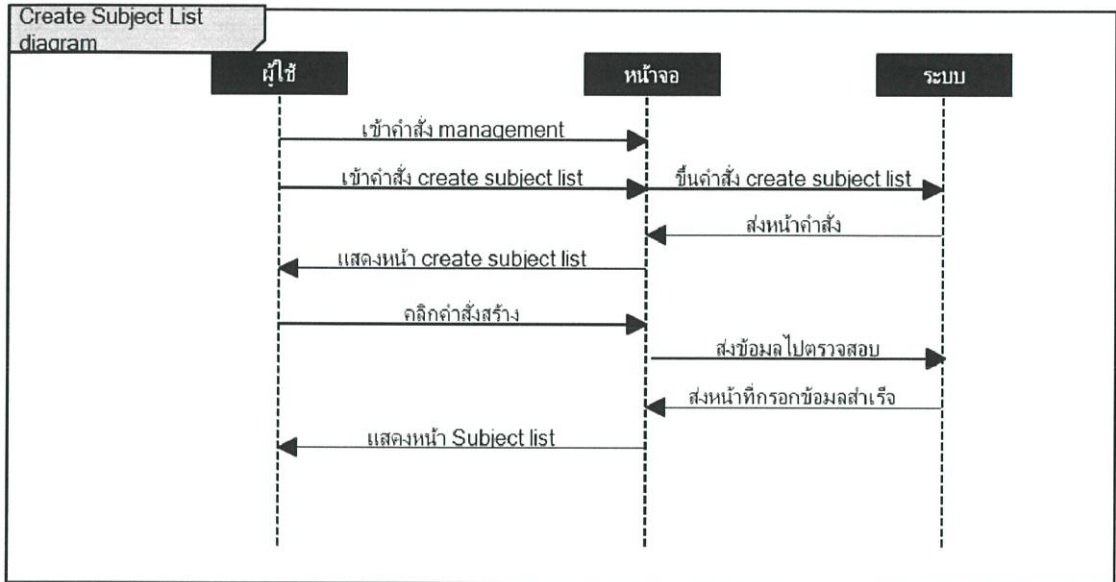 Create Subject List
diagram
ผู้ใช้
หน้าจอ
ระบบ
เข้าคำสั่ง management
เข้าคำสั่ง create subject list
ขึ้นคำสั่ง create subject list
ส่งหน้าคำสั่ง
แสดงหน้า create subject list
คลิกคำสั่งสร้าง
ส่งข้อมูลไปตรวจสอบ
ส่งหน้าที่กรอกข้อมูลสำเร็จ
แสดงหน้า Subject list